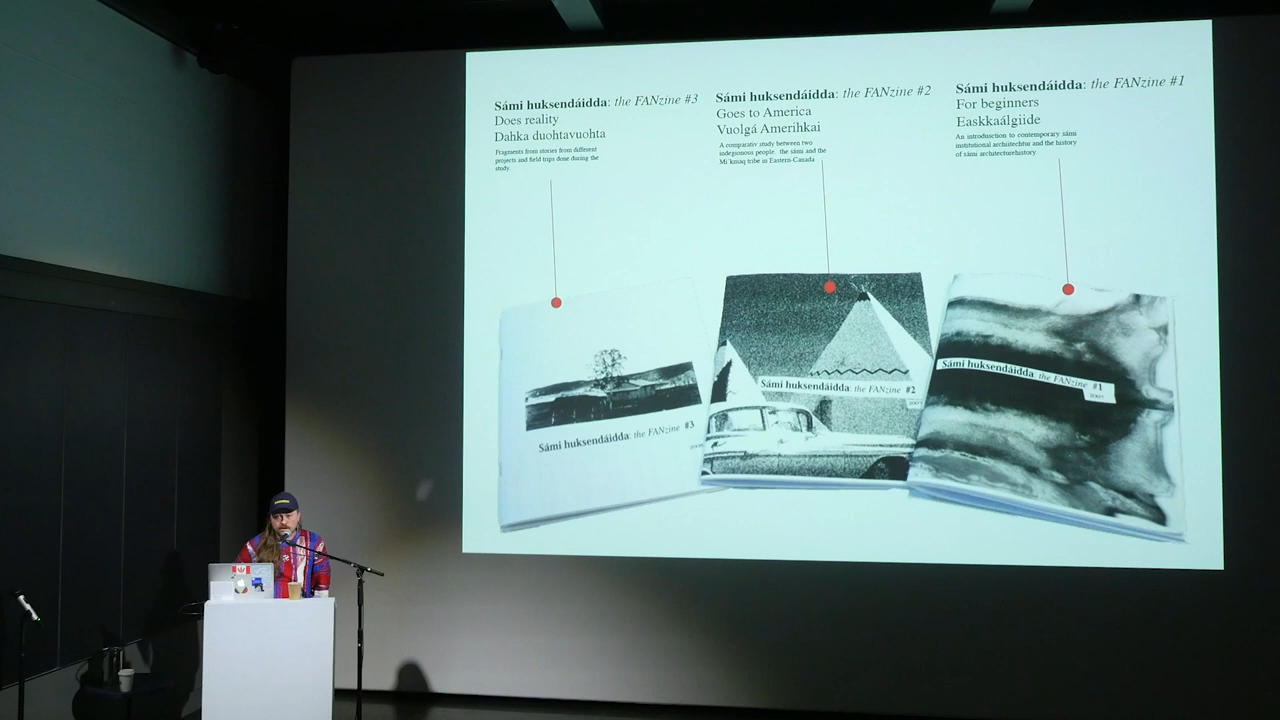 Sámi huksendáidda: the FANzine #3
Does reality
Dahka duohtavuohta
Fragments from stories from different
projects and field trips done during the
study.
Sámi huksendáidda: the FANzine #2
Goes to America
Vuolgá Amerihkai
A comparativ study between two
indegionous people. the sámi and the
Mi´kmaq tribe in Eastern-Canada
Sámi huksendáidda: the FANzine #1
For beginners
Easkkaálgiide
An introdusction to contemporary sámi
institutional archiitechtur and the history
of sámi architecturehistory
Sámi huksendáidda: the FANzine #3
Sámi huksendáidda: the FANzine #2
Sámi huksendáidda: the FANzine #1